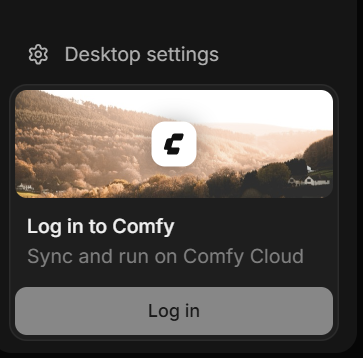 Desktop settings
Log in to Comfy
Sync and run on Comfy Cloud
Log in